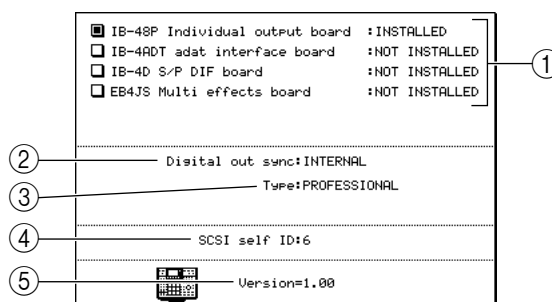 IB-48P Individual output board :INSTALLED
IB-4ADT adat interface board :NOT INSTALLED
IB-4D S/P DIF board :NOT INSTALLED
EB4JS Multi effects board :NOT INSTALLED
1
2 Digital out sync:INTERNAL
3 Type:PROFESSIONAL
4 SCSI self ID:6
5 Version=1.00